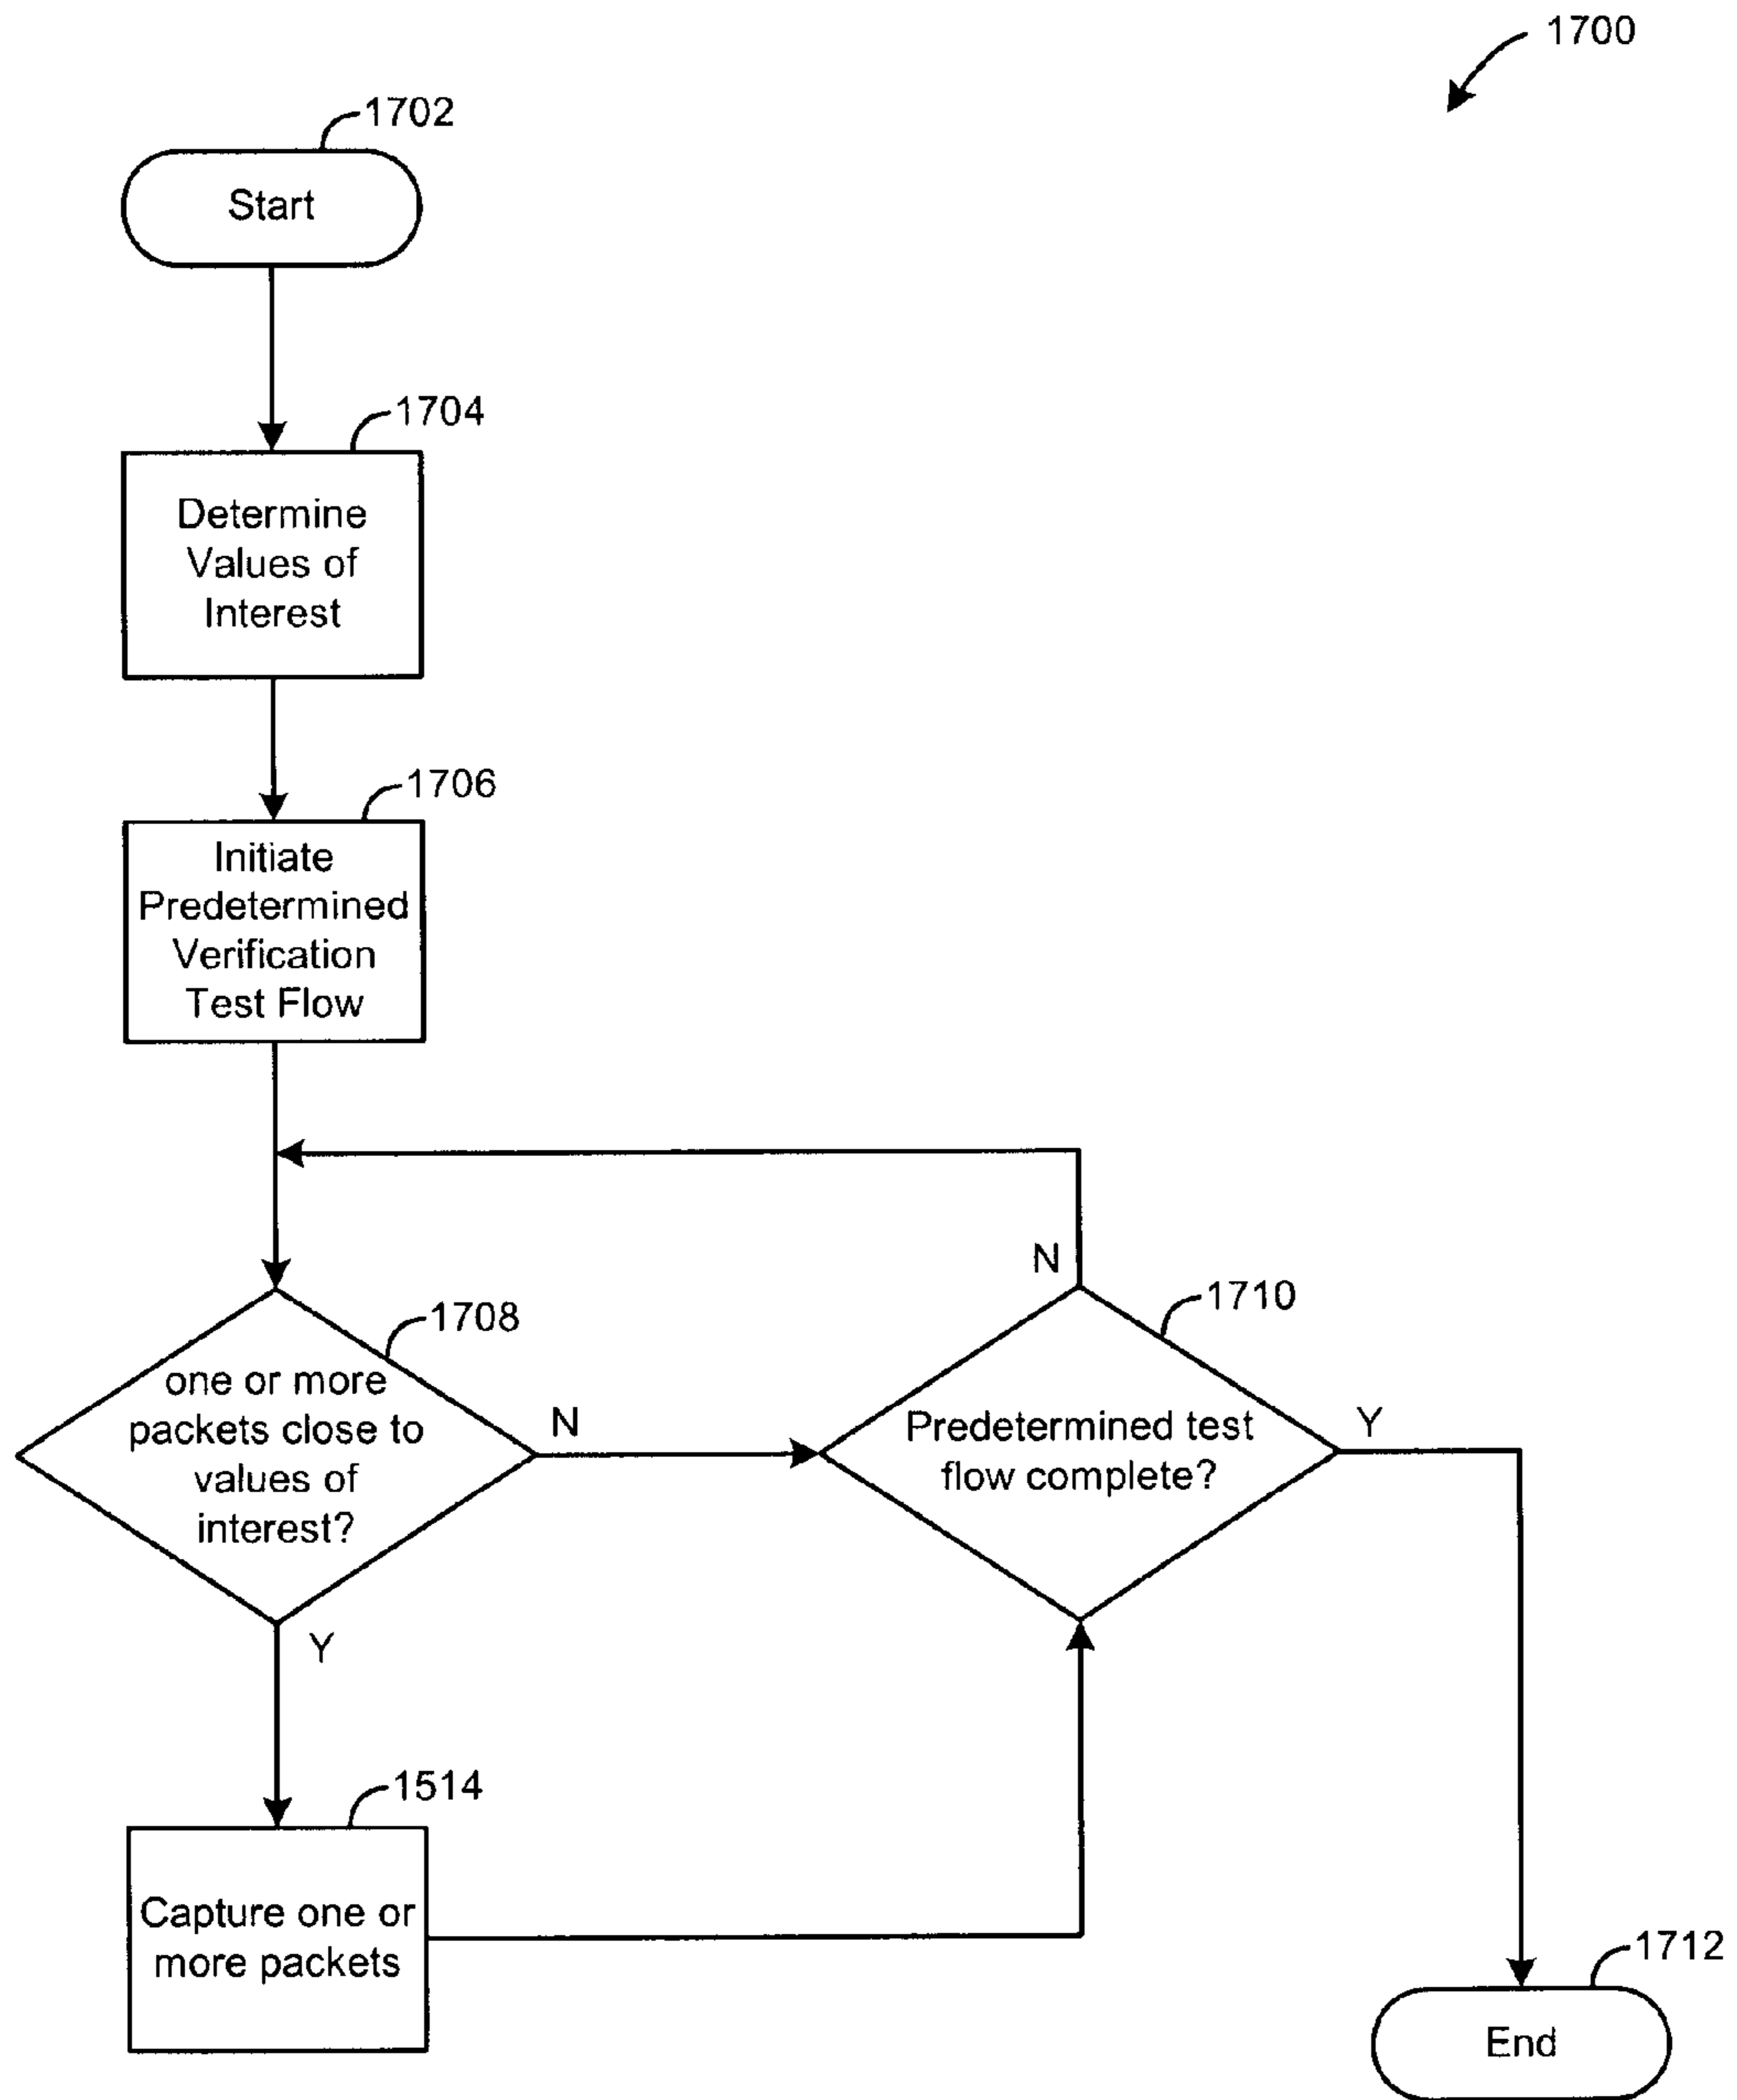 1700
1702
Start
1704
Determine
Values of
Interest
1706
Initiate
Predetermined
Verification
Test Flow
N
1710
1708
one or more
packets close to
values of
interest?
N
Predetermined test
flow complete?
Y
Y
1514
Capture one or
more packets
1712
End